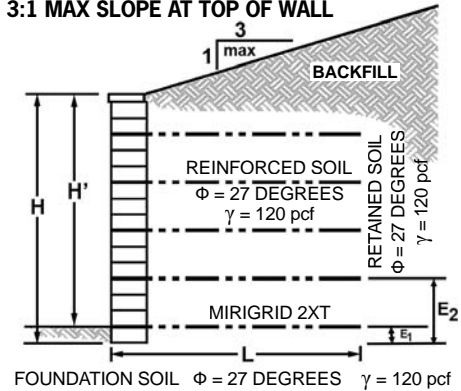 3:1 MAX SLOPE AT TOP OF WALL
3
1
max
BACKFILL
H
H'
REINFORCED SOIL
Φ = 27 DEGREES
γ = 120 pcf
RETAINED SOIL
Φ = 27 DEGREES
γ = 120 pcf
MIRIGRID 2XT
E1
E2
L
FOUNDATION SOIL Φ = 27 DEGREES γ = 120 pcf